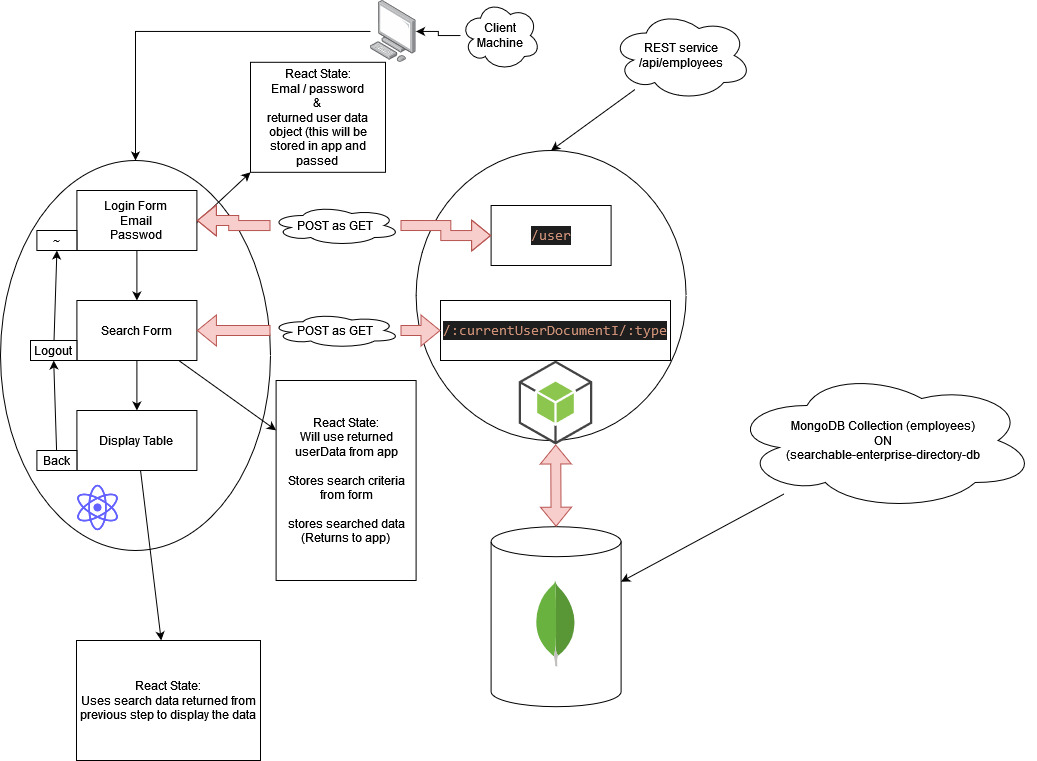 Client
Machine
REST service
/api/employees
React State:
Emal / password
&
returned user data
object (this will be
stored in app and
passed
Login Form
Email
Passwod
~
POST as GET
/user
Search Form
Logout
POST as GET
/:currentUserDocumentI/:type
Display Table
Back
React State:
Will use returned
userData from app
Stores search criteria
from form
stores searched data
(Returns to app)
MongoDB Collection (employees)
ON
(searchable-enterprise-directory-db
React State:
Uses search data returned from
previous step to display the data